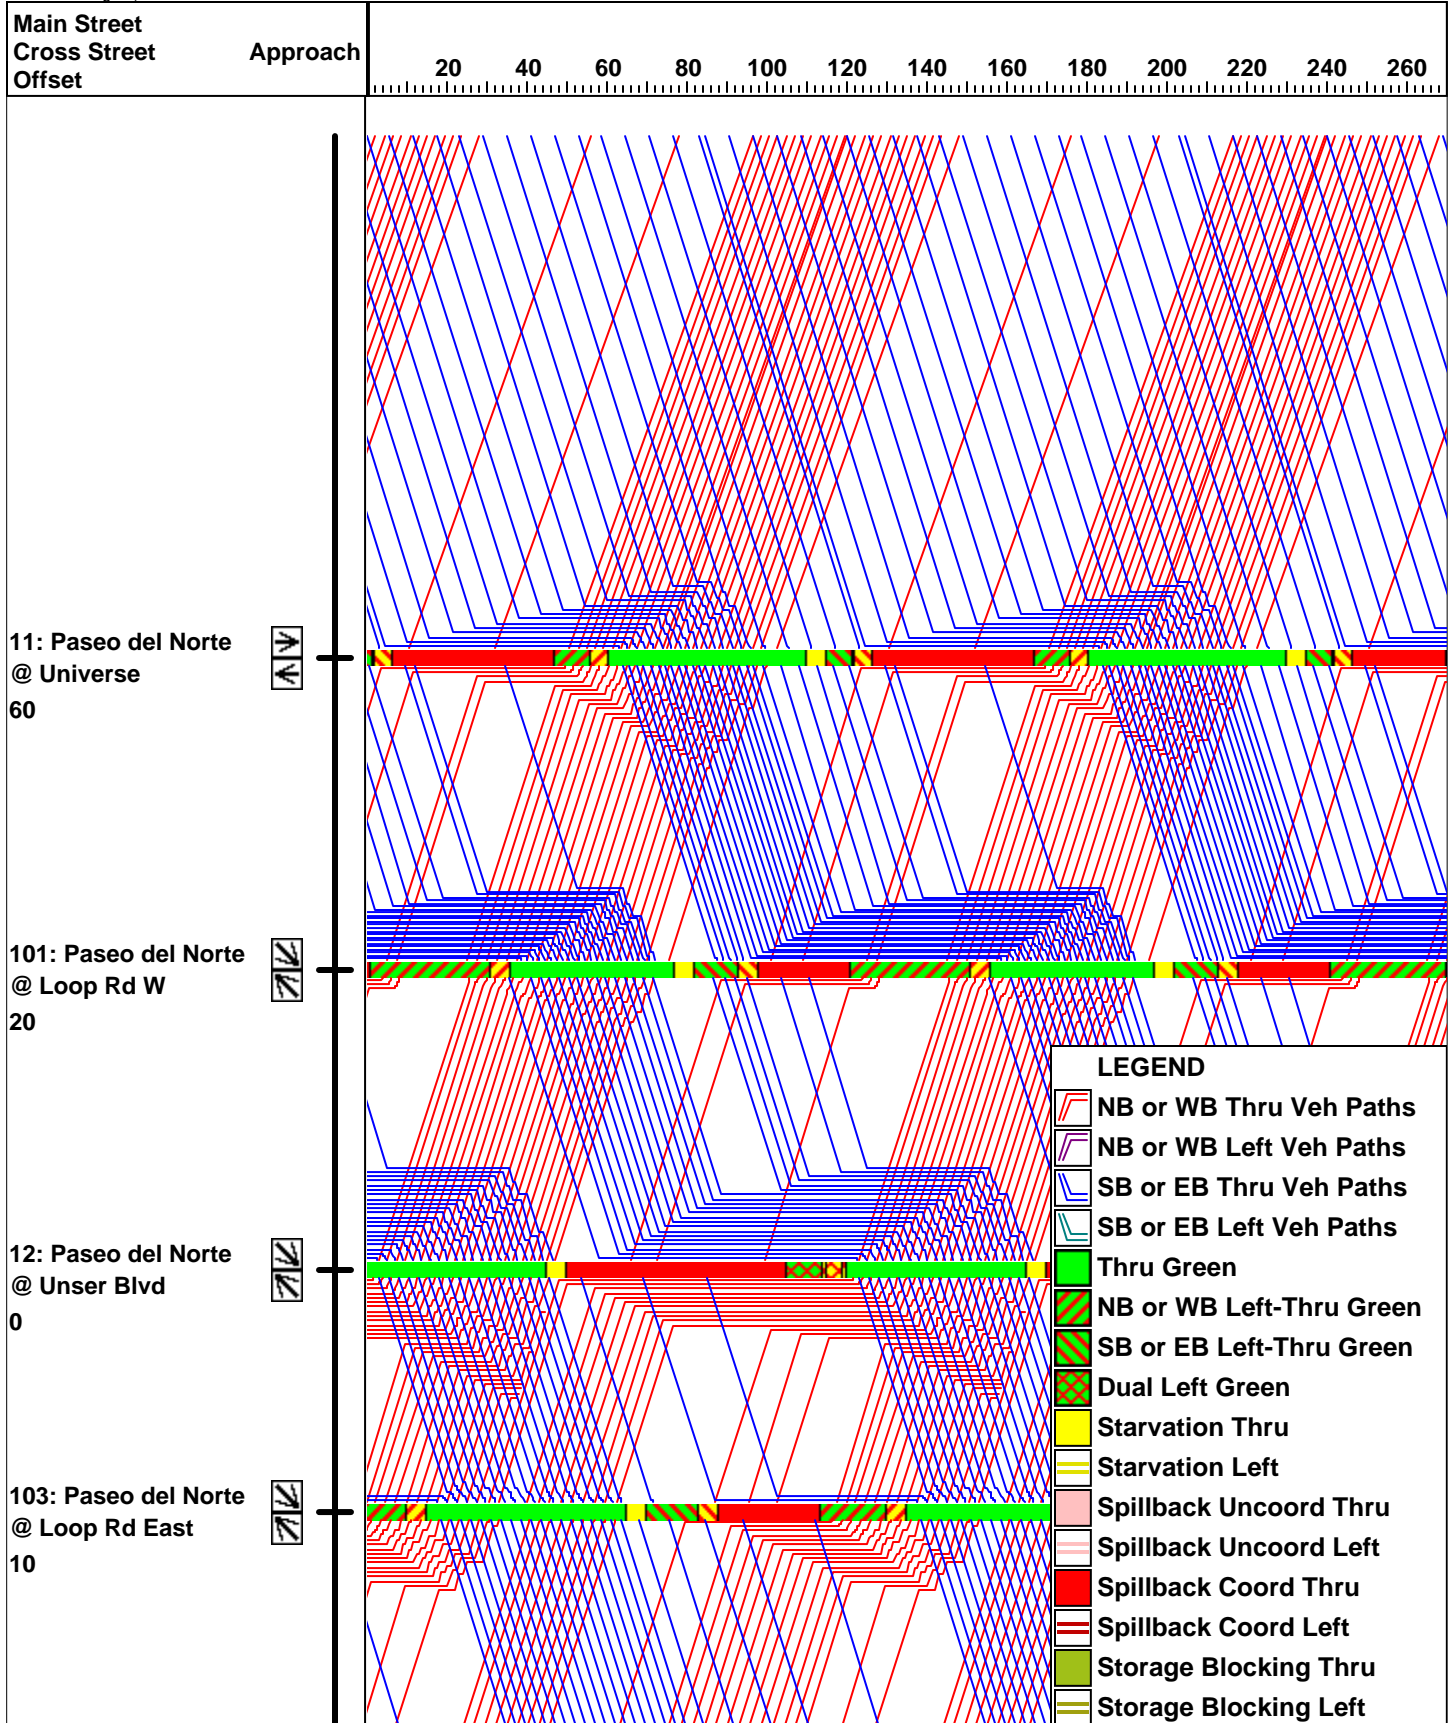 Main Street
Cross Street Approach
Offset
20 40 60 80 100 120 140 160 180 200 220 240 260
11: Paseo del Norte
@ Universe
60
101: Paseo del Norte
@ Loop Rd W
20
12: Paseo del Norte
@ Unser Blvd
0
103: Paseo del Norte
@ Loop Rd East
10
LEGEND
NB or WB Thru Veh Paths
NB or WB Left Veh Paths
SB or EB Thru Veh Paths
SB or EB Left Veh Paths
Thru Green
NB or WB Left-Thru Green
SB or EB Left-Thru Green
Dual Left Green
Starvation Thru
Starvation Left
Spillback Uncoord Thru
Spillback Uncoord Left
Spillback Coord Thru
Spillback Coord Left
Storage Blocking Thru
Storage Blocking Left